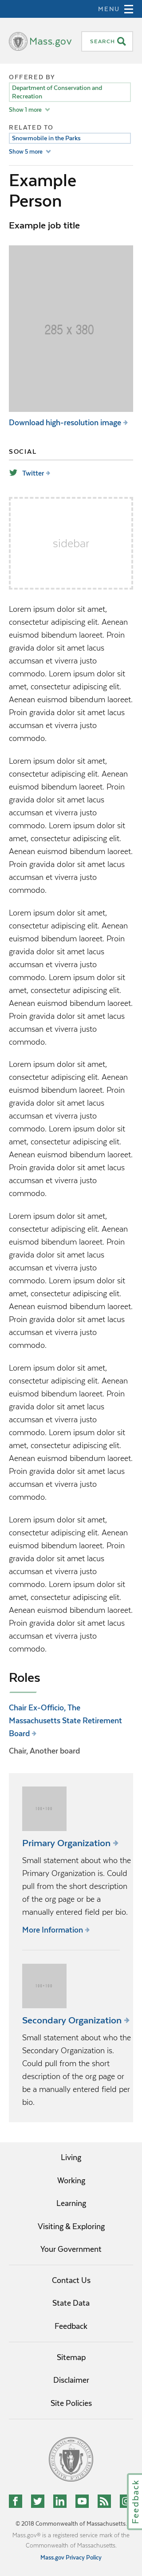 MENU
Mass.gov
SEARCH
OFFERED BY
Department of Conservation and
Recreation
Show 1 more
RELATED TO
Snowmobile in the Parks
Show 5 more
Example
Person
Example job title
285 x 380
Download high-resolution image
SOCIAL
Twitter
sidebar
Lorem ipsum dolor sit amet,
consectetur adipiscing elit. Aenean
euismod bibendum laoreet. Proin
gravida dolor sit amet lacus
accumsan et viverra justo
commodo. Lorem ipsum dolor sit
amet, consectetur adipiscing elit.
Aenean euismod bibendum laoreet.
Proin gravida dolor sit amet lacus
accumsan et viverra justo
commodo.
Lorem ipsum dolor sit amet,
consectetur adipiscing elit. Aenean
euismod bibendum laoreet. Proin
gravida dolor sit amet lacus
accumsan et viverra justo
commodo. Lorem ipsum dolor sit
amet, consectetur adipiscing elit.
Aenean euismod bibendum laoreet.
Proin gravida dolor sit amet lacus
accumsan et viverra justo
commodo.
Lorem ipsum dolor sit amet,
consectetur adipiscing elit. Aenean
euismod bibendum laoreet. Proin
gravida dolor sit amet lacus
accumsan et viverra justo
commodo. Lorem ipsum dolor sit
amet, consectetur adipiscing elit.
Aenean euismod bibendum laoreet.
Proin gravida dolor sit amet lacus
accumsan et viverra justo
commodo.
Lorem ipsum dolor sit amet,
consectetur adipiscing elit. Aenean
euismod bibendum laoreet. Proin
gravida dolor sit amet lacus
accumsan et viverra justo
commodo. Lorem ipsum dolor sit
amet, consectetur adipiscing elit.
Aenean euismod bibendum laoreet.
Proin gravida dolor sit amet lacus
accumsan et viverra justo
commodo.
Lorem ipsum dolor sit amet,
consectetur adipiscing elit. Aenean
euismod bibendum laoreet. Proin
gravida dolor sit amet lacus
accumsan et viverra justo
commodo. Lorem ipsum dolor sit
amet, consectetur adipiscing elit.
Aenean euismod bibendum laoreet.
Proin gravida dolor sit amet lacus
accumsan et viverra justo
commodo.
Lorem ipsum dolor sit amet,
consectetur adipiscing elit. Aenean
euismod bibendum laoreet. Proin
gravida dolor sit amet lacus
accumsan et viverra justo
commodo. Lorem ipsum dolor sit
amet, consectetur adipiscing elit.
Aenean euismod bibendum laoreet.
Proin gravida dolor sit amet lacus
accumsan et viverra justo
commodo.
Lorem ipsum dolor sit amet,
consectetur adipiscing elit. Aenean
euismod bibendum laoreet. Proin
gravida dolor sit amet lacus
accumsan et viverra justo
commodo. Lorem ipsum dolor sit
amet, consectetur adipiscing elit.
Aenean euismod bibendum laoreet.
Proin gravida dolor sit amet lacus
accumsan et viverra justo
commodo.
Roles
Chair Ex-Officio, The
Massachusetts State Retirement
Board
Chair, Another board
Primary Organization
Small statement about who the
Primary Organization is. Could
pull from the short description
of the org page or be a
manually entered field per bio.
More Information
Secondary Organization
Small statement about who the
Secondary Organization is.
Could pull from the short
description of the org page or
be a manually entered field per
bio.
Living
Working
Learning
Visiting & Exploring
Your Government
Contact Us
State Data
Feedback
Sitemap
Disclaimer
Site Policies
Feedback
© 2018 Commonwealth of Massachusetts.
Mass.gov® is a registered service mark of the
Commonwealth of Massachusetts.
Mass.gov Privacy Policy